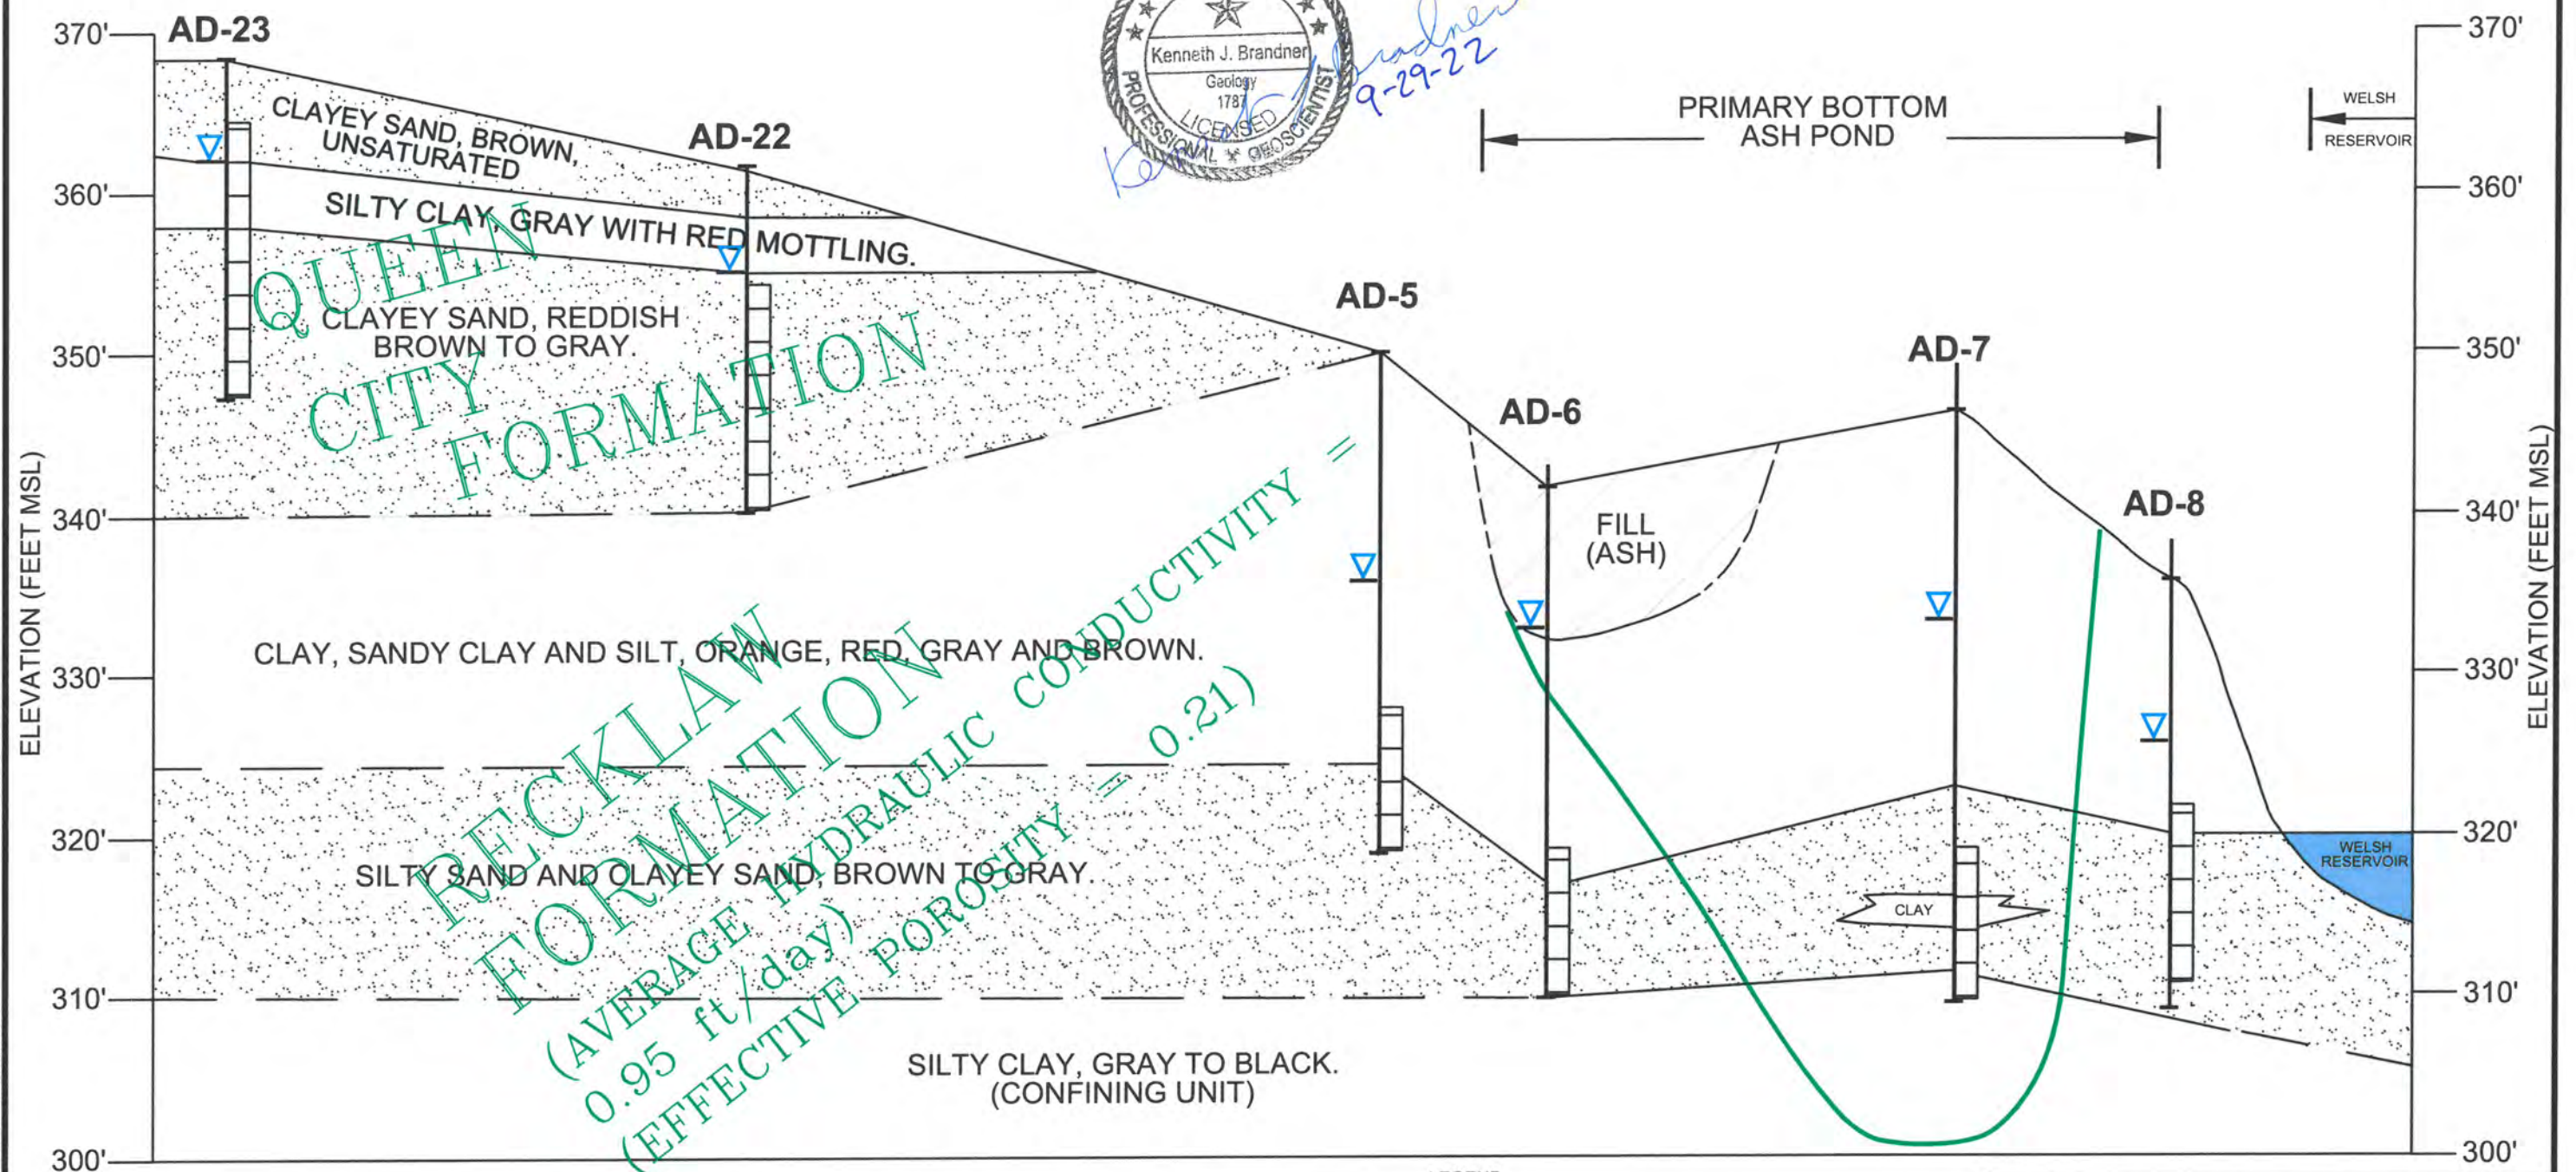 370'
AD-23
Kenneth J. Brandner
Geology
1787
LICENSED
PROFESSIONAL GEOSCIENTIST
9-29-22
370'
CLAYEY SAND, BROWN,
UNSATURATED
AD-22
PRIMARY BOTTOM
ASH POND
WELSH
RESERVOIR
360'
360'
SILTY CLAY, GRAY WITH RED MOTTLING.
QUEEN
CITY
FORMATION
CLAYEY SAND, REDDISH
BROWN TO GRAY.
AD-5
350'
AD-7
350'
AD-6
340'
FILL
(ASH)
AD-8
340'
ELEVATION (FEET MSL)
ELEVATION (FEET MSL)
CLAY, SANDY CLAY AND SILT, ORANGE, RED, GRAY AND BROWN.
330'
330'
RECKLAW
FORMATION
(AVERAGE HYDRAULIC CONDUCTIVITY =
0.95 ft/day)
(EFFECTIVE POROSITY = 0.21)
320'
320'
WELSH
RESERVOIR
SILTY SAND AND CLAYEY SAND, BROWN TO GRAY.
CLAY
310'
310'
SILTY CLAY, GRAY TO BLACK.
(CONFINING UNIT)
300'
300'